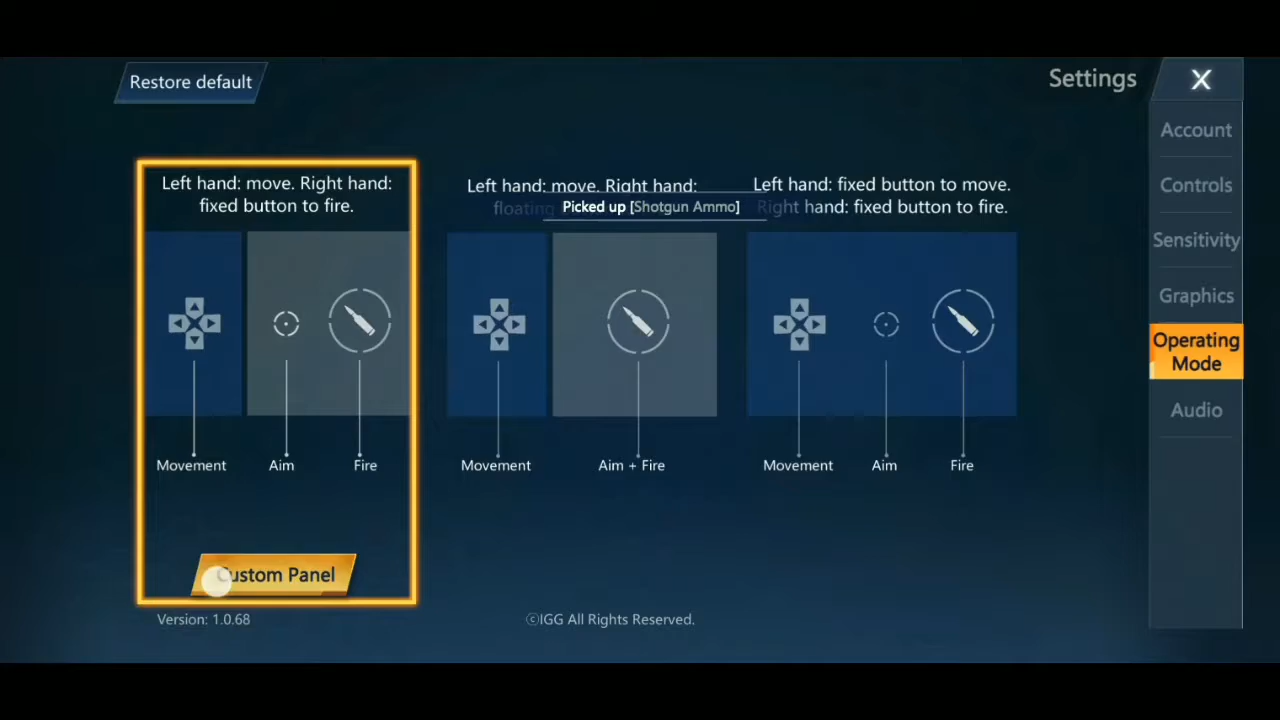 Restore default
Settings
X
Account
Controls
Sensitivity
Graphics
Operating
Mode
Audio
Left hand: move. Right hand:
fixed button to fire.
Movement
Aim
Fire
Custom Panel
Left hand: move. Right hand:
floating
Picked up [Shotgun Ammo]
Movement
Aim + Fire
Left hand: fixed button to move.
Right hand: fixed button to fire.
Movement
Aim
Fire
Version: 1.0.68
©IGG All Rights Reserved.